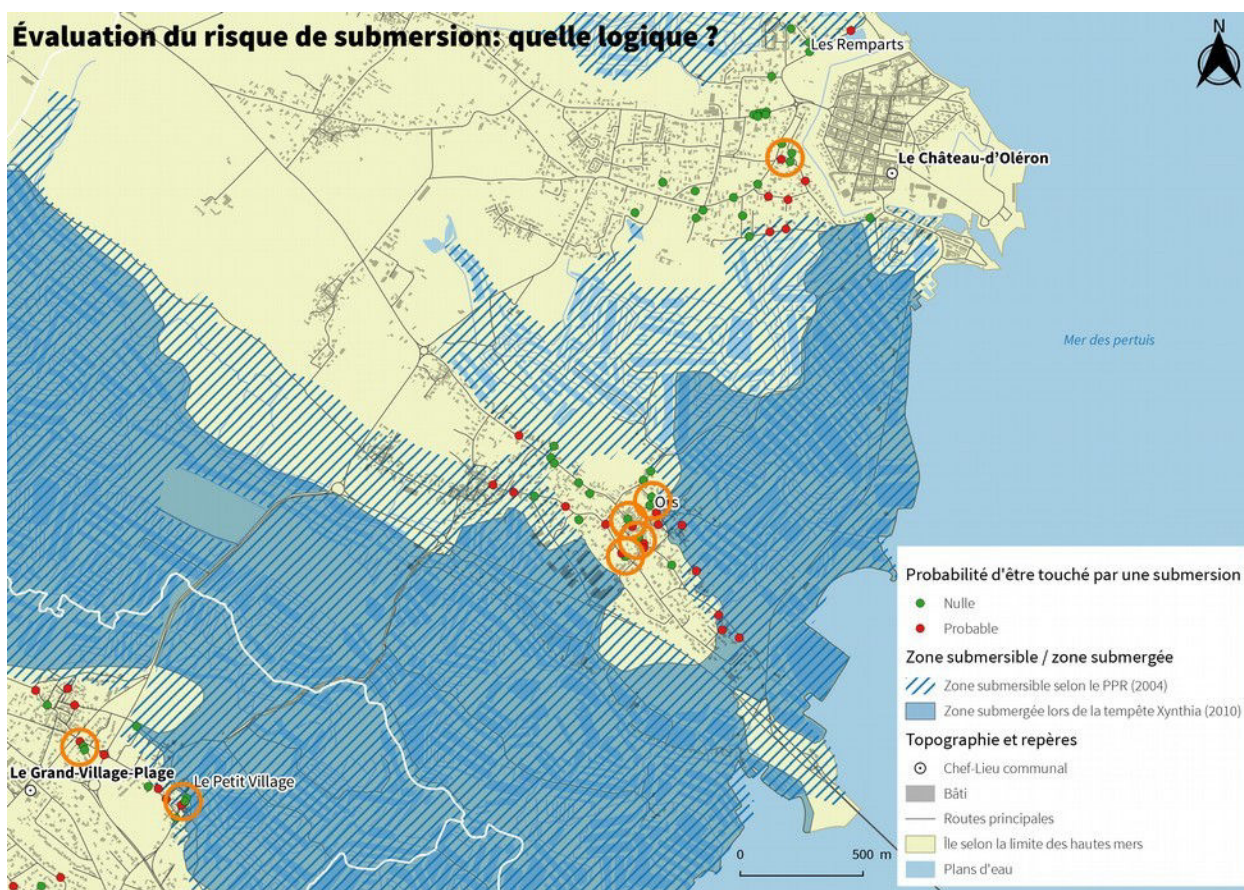 Évaluation du risque de submersion: quelle logique ?
N
Les Remparts
Le Château-d'Oléron
Mer des pertuis
Ors
Le Petit Village
Le Grand-Village-Plage
Probabilité d'être touché par une submersion
Nulle
Probable
Zone submersible / zone submergée
Zone submersible selon le PPR (2004)
Zone submergée lors de la tempête Xynthia (2010)
Topographie et repères
Chef-Lieu communal
Bâti
Routes principales
Île selon la limite des hautes mers
Plans d'eau
0 500 m